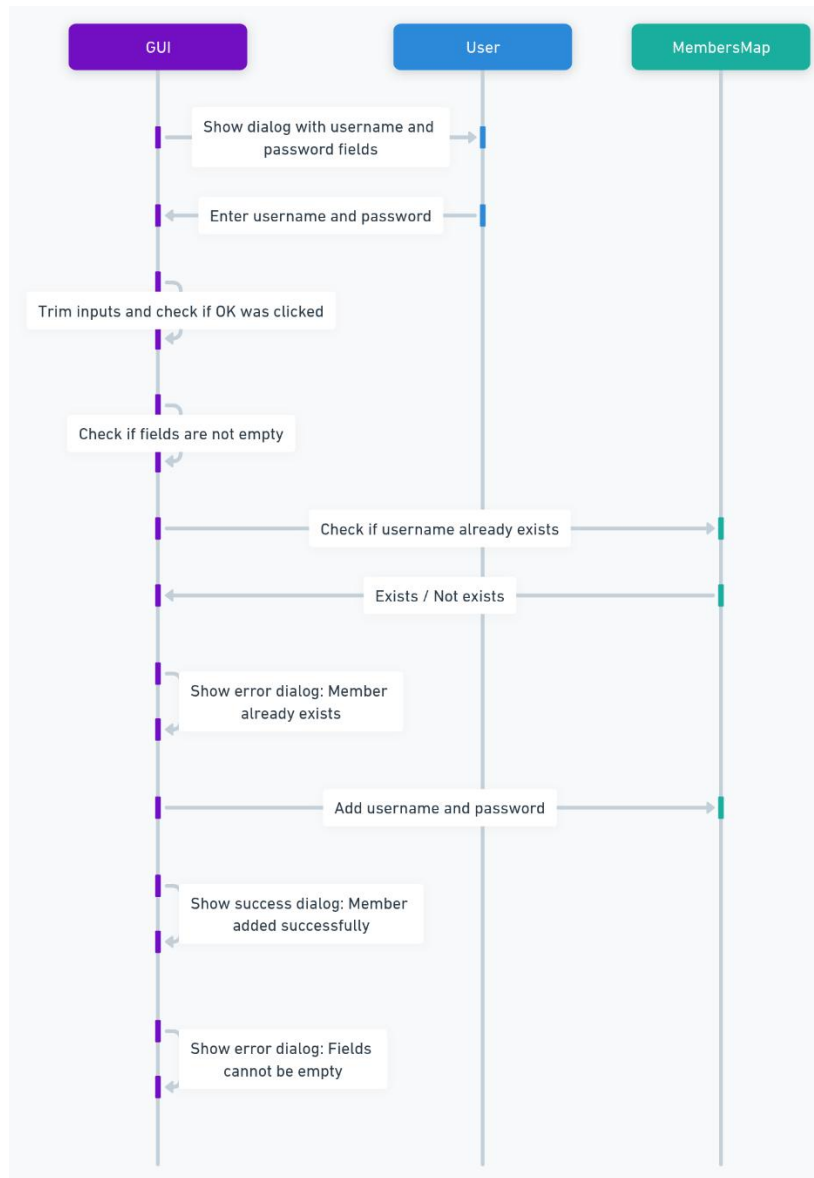 GUI
User
MembersMap
Show dialog with username and
password fields
Enter username and password
Trim inputs and check if OK was clicked
Check if fields are not empty
Check if username already exists
Exists / Not exists
Show error dialog: Member
already exists
Add username and password
Show success dialog: Member
added successfully
Show error dialog: Fields
cannot be empty